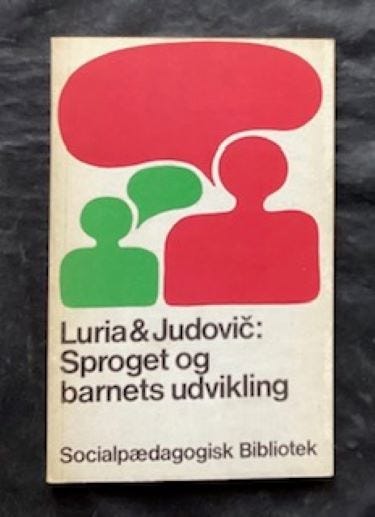 Luria & Judovič:
Sproget og
barnets udvikling
Socialpædagogisk Bibliotek